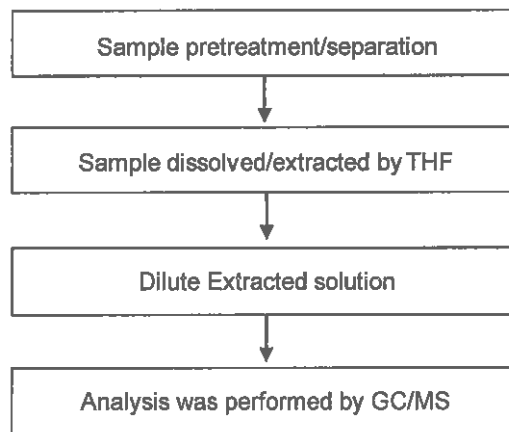 Sample pretreatment/separation
Sample dissolved/extracted by THF
Dilute Extracted solution
Analysis was performed by GC/MS